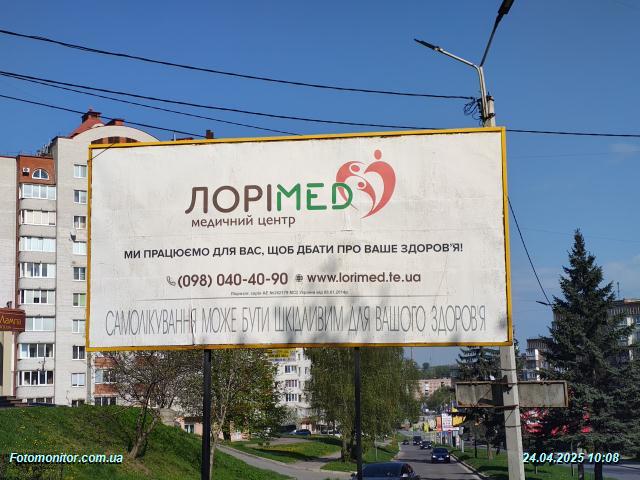 ЛОРІMED
медичний центр
МИ ПРАЦЮЄМО ДЛЯ ВАС, ЩОБ ДБАТИ ПРО ВАШЕ ЗДОРОВ'Я!
(098) 040-40-90 www.lorimed.te.ua
САМОЛІКУВАННЯ МОЖЕ БУТИ ШКІДЛИВИМ ДЛЯ ВАШОГО ЗДОРОВ'Я
Fotomonitor.com.ua
24.04.2025 10:08